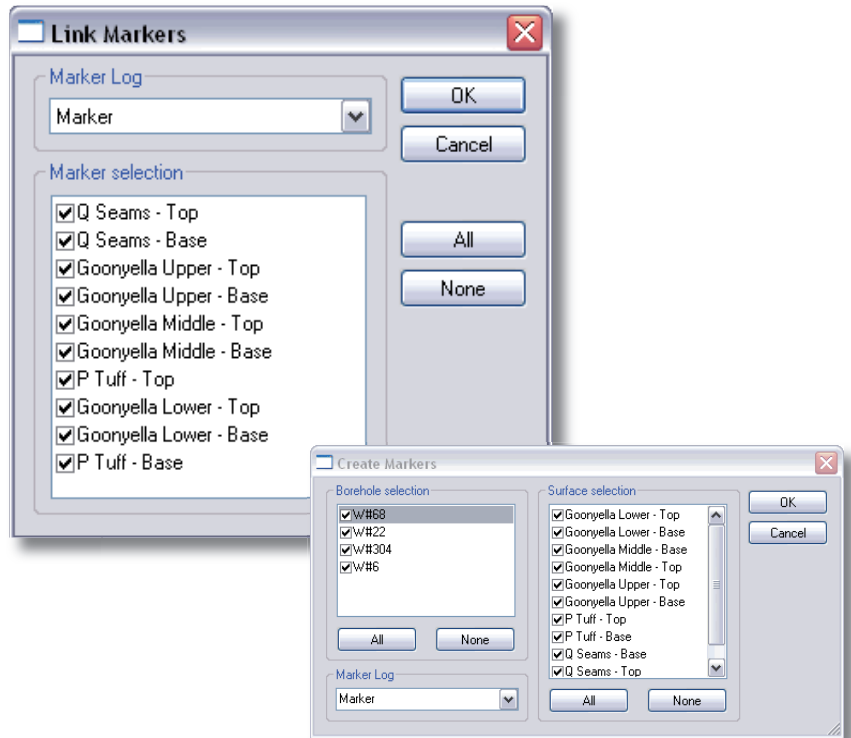 Link Markers
Marker Log
Marker
OK
Cancel
Marker selection
Q Seams - Top
Q Seams - Base
Goonyella Upper - Top
Goonyella Upper - Base
Goonyella Middle - Top
Goonyella Middle - Base
P Tuff - Top
Goonyella Lower - Top
Goonyella Lower - Base
P Tuff - Base
All
None
Create Markers
Borehole selection
W#68
W#22
W#304
W#6
All
None
Marker Log
Marker
Surface selection
Goonyella Lower - Top
Goonyella Lower - Base
Goonyella Middle - Base
Goonyella Middle - Top
Goonyella Upper - Top
Goonyella Upper - Base
P Tuff - Top
P Tuff - Base
Q Seams - Base
Q Seams - Top
All
None
OK
Cancel